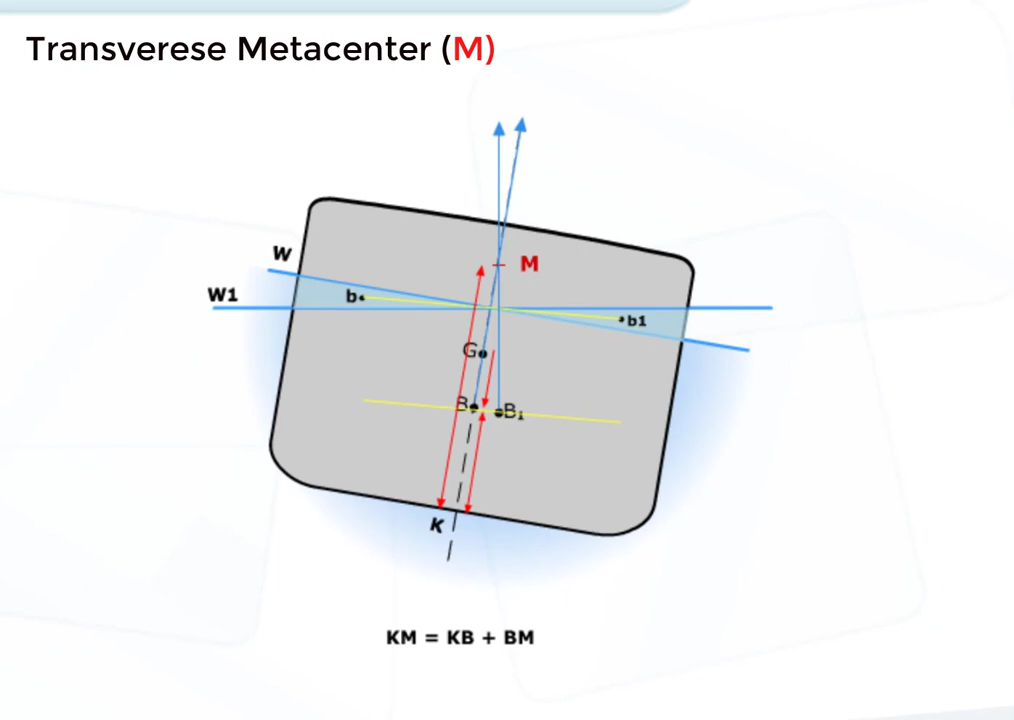 Transverese Metacenter (M)
W
M
W1
b
b1
G
B
B₁
K
KM = KB + BM